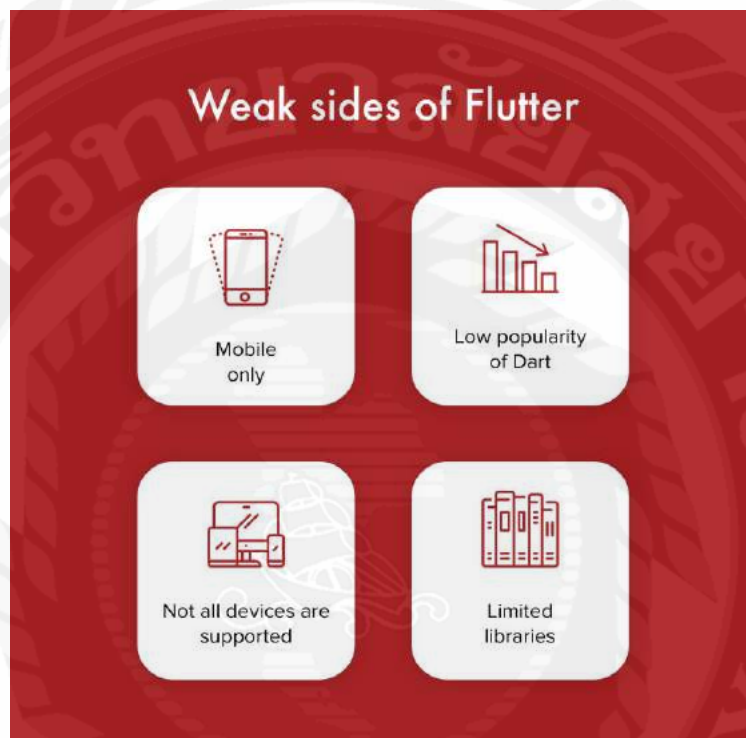 Weak sides of Flutter
Mobile
only
Low popularity
of Dart
Not all devices are
supported
Limited
libraries